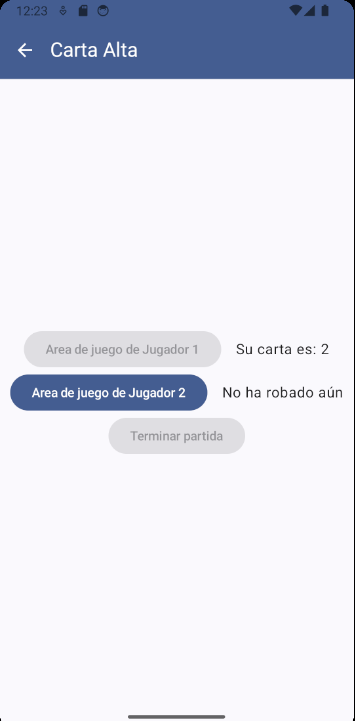 12:23
Carta Alta
Area de juego de Jugador 1 Su carta es: 2
Area de juego de Jugador 2 No ha robado aún
Terminar partida